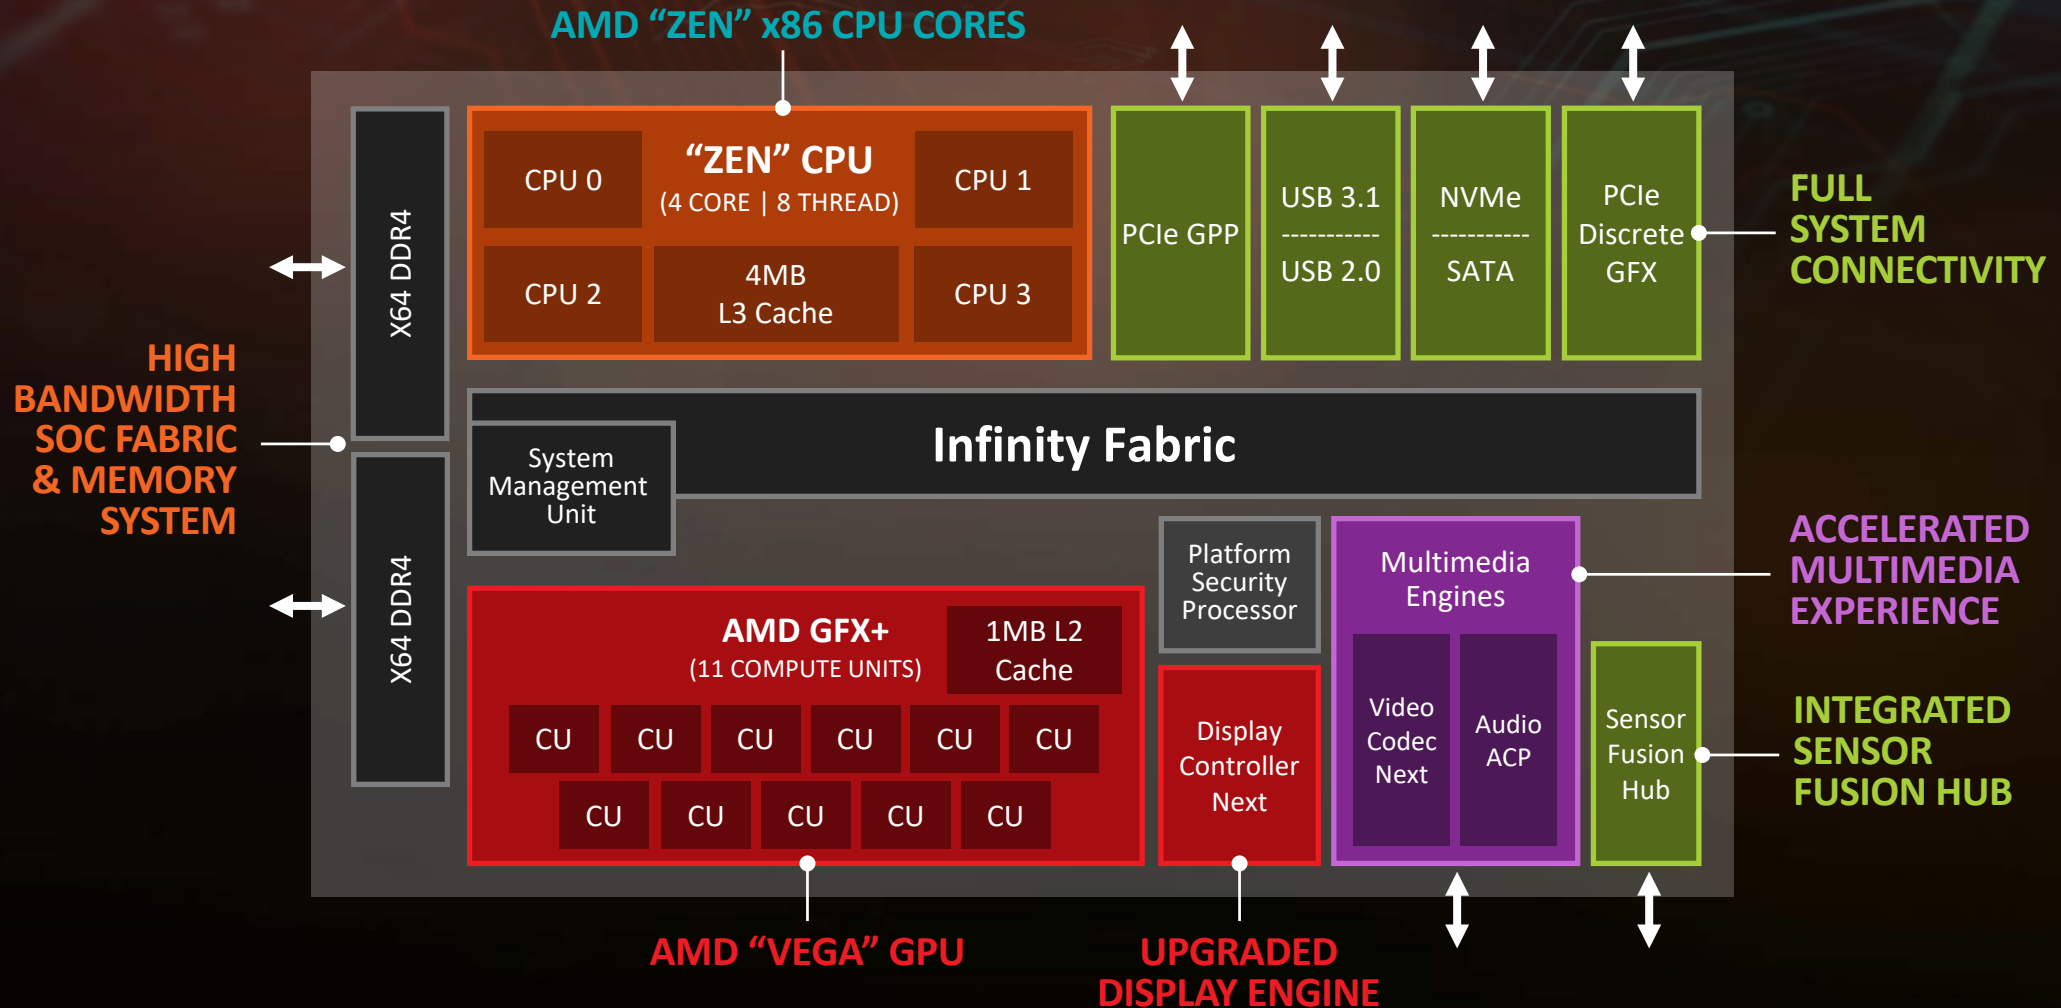 AMD “ZEN” x86 CPU CORES
X64 DDR4
“ZEN” CPU
(4 CORE | 8 THREAD)
CPU 0
CPU 1
CPU 2
4MB
L3 Cache
CPU 3
PCIe GPP
USB 3.1
-----------
USB 2.0
NVMe
-----------
SATA
PCIe
Discrete
GFX
FULL
SYSTEM
CONNECTIVITY
HIGH
BANDWIDTH
SOC FABRIC
& MEMORY
SYSTEM
Infinity Fabric
System
Management
Unit
X64 DDR4
AMD GFX+
(11 COMPUTE UNITS)
1MB L2
Cache
CU CU CU CU CU CU
CU CU CU CU CU
Platform
Security
Processor
Display
Controller
Next
Multimedia
Engines
Video
Codec
Next
Audio
ACP
Sensor
Fusion
Hub
ACCELERATED
MULTIMEDIA
EXPERIENCE
INTEGRATED
SENSOR
FUSION HUB
AMD “VEGA” GPU
UPGRADED
DISPLAY ENGINE